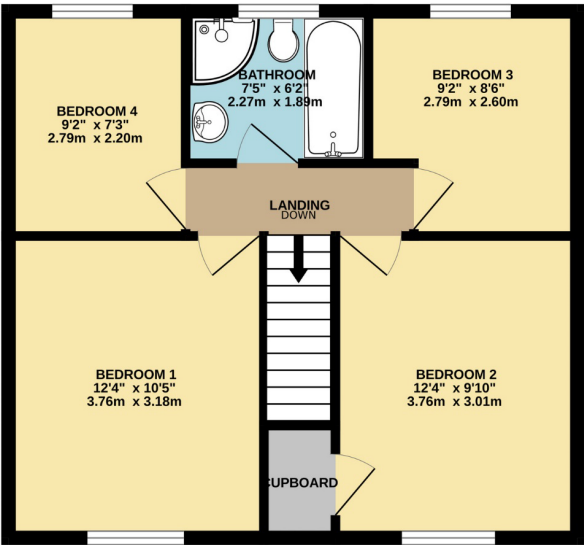 BATHROOM
7'5" x 6'2"
2.27m x 1.89m
BEDROOM 3
9'2" x 8'6"
2.79m x 2.60m
BEDROOM 4
9'2" x 7'3"
2.79m x 2.20m
LANDING
DOWN
BEDROOM 1
12'4" x 10'5"
3.76m x 3.18m
BEDROOM 2
12'4" x 9'10"
3.76m x 3.01m
CUPBOARD